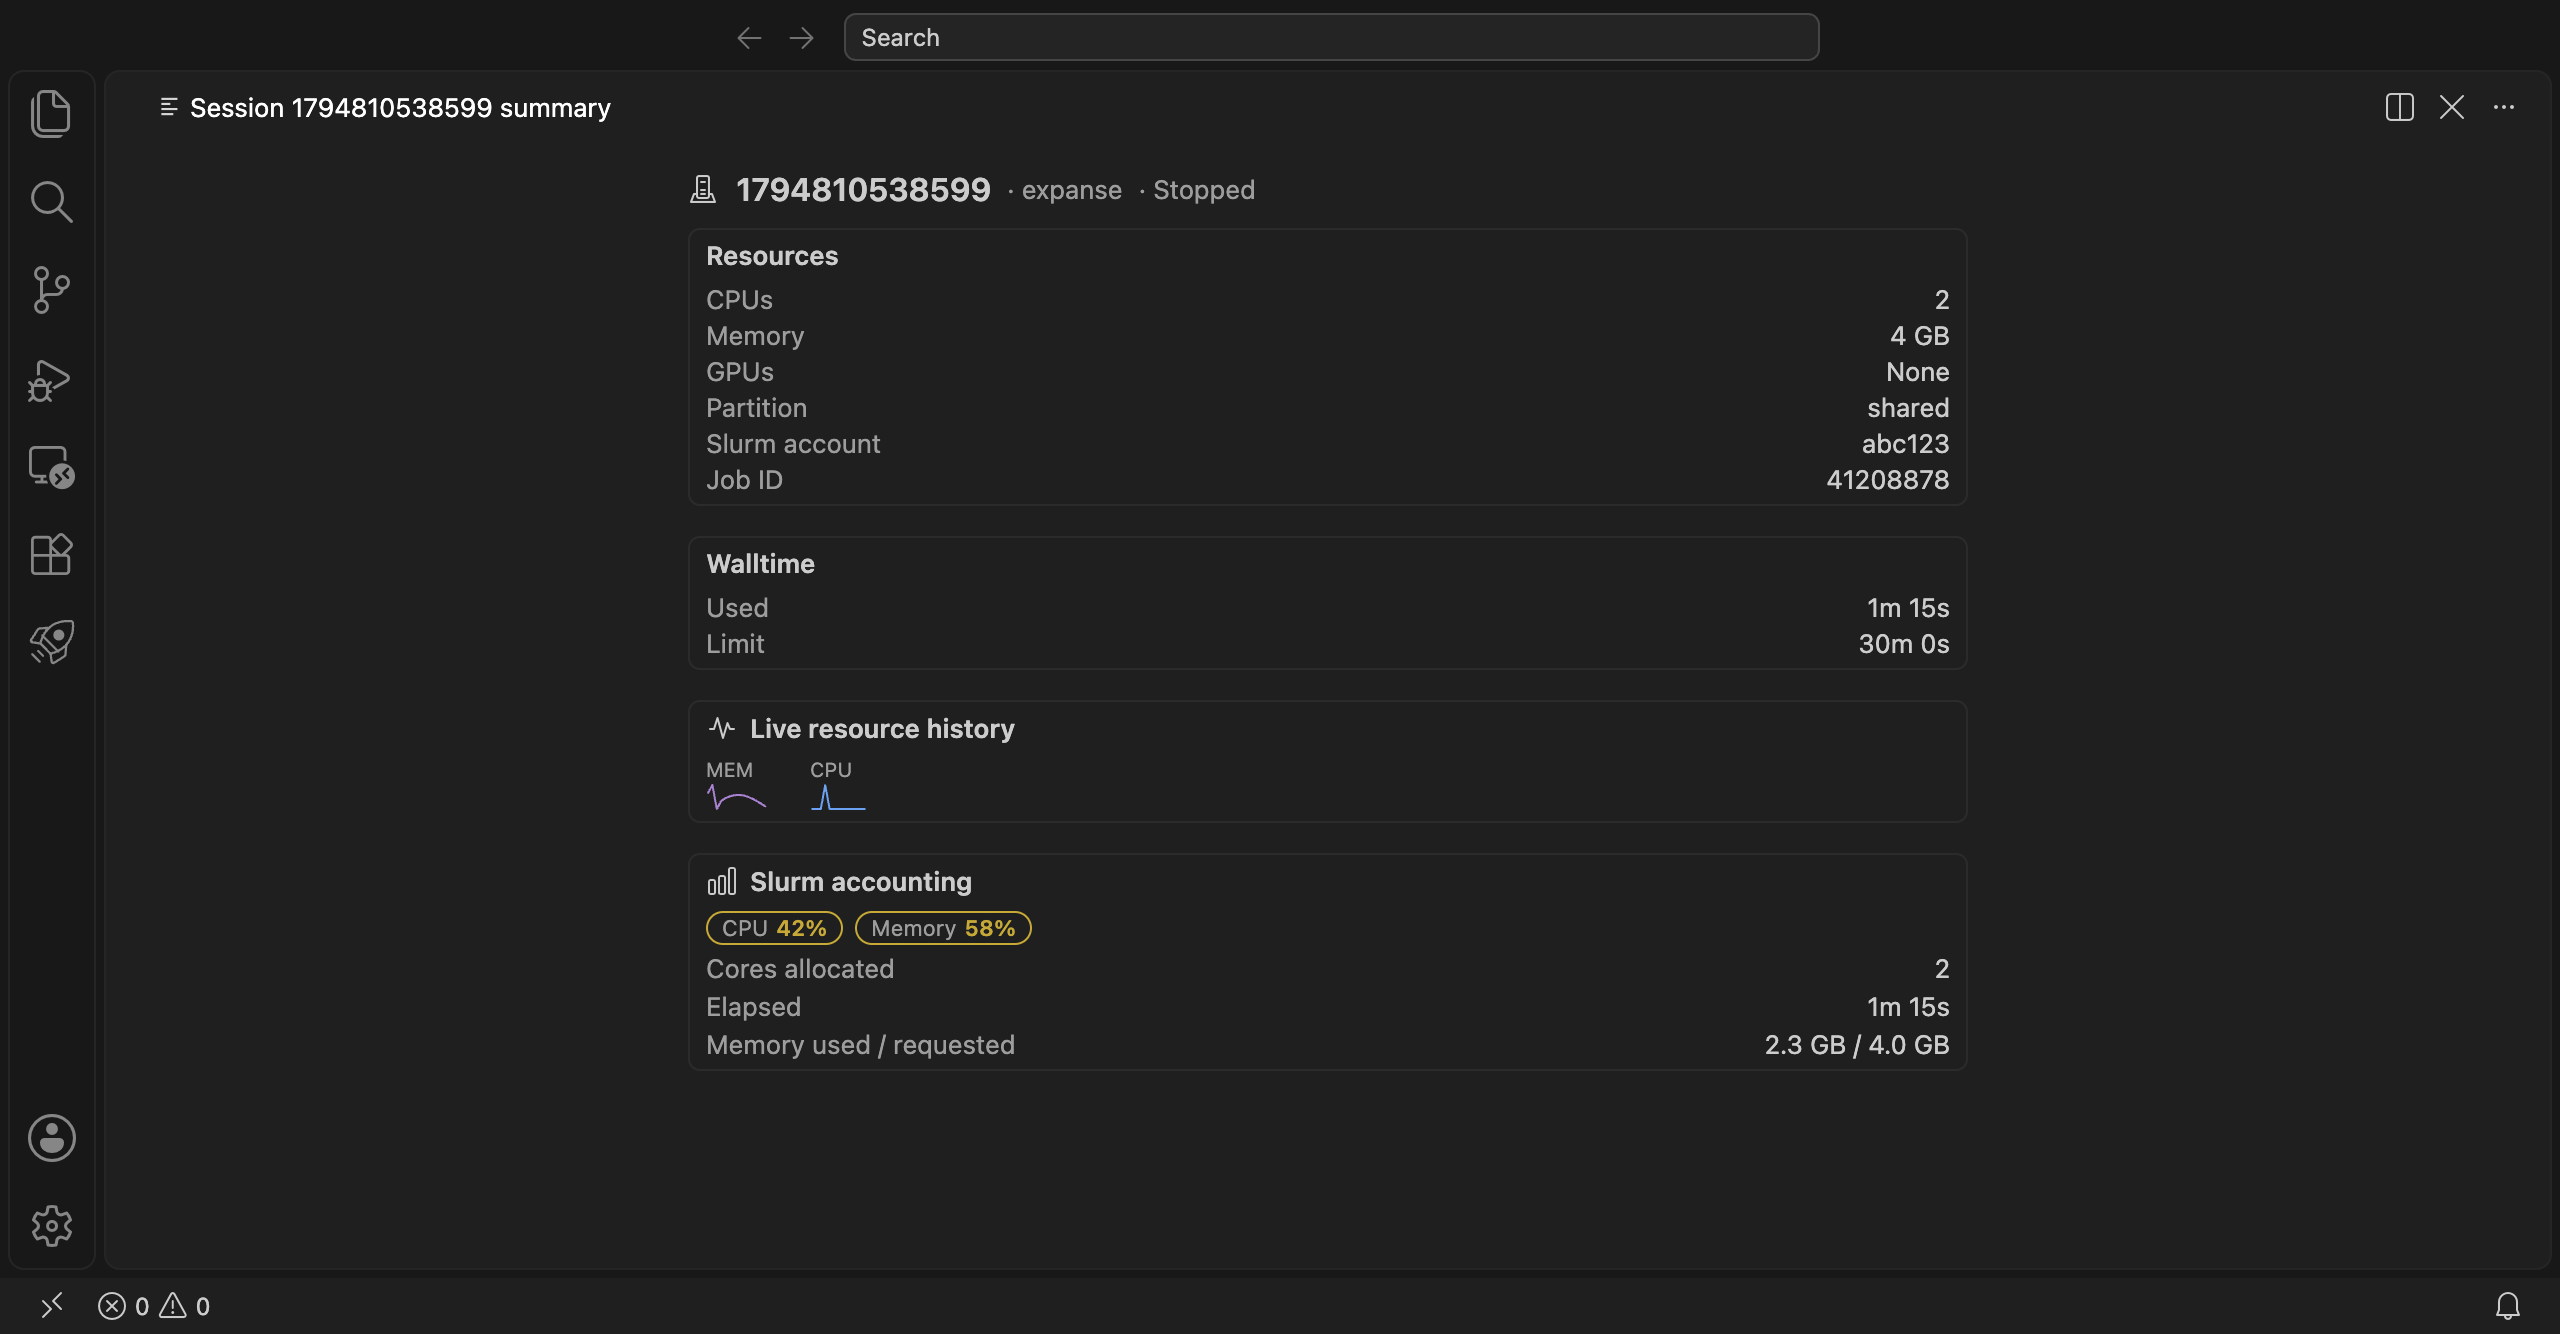 Search
Session 1794810538599 summary
1794810538599 · expanse · Stopped
Resources
CPUs 2
Memory 4 GB
GPUs None
Partition shared
Slurm account abc123
Job ID 41208878
Walltime
Used 1m 15s
Limit 30m 0s
Live resource history
MEM CPU
Slurm accounting
CPU 42% Memory 58%
Cores allocated 2
Elapsed 1m 15s
Memory used / requested 2.3 GB / 4.0 GB
0 0